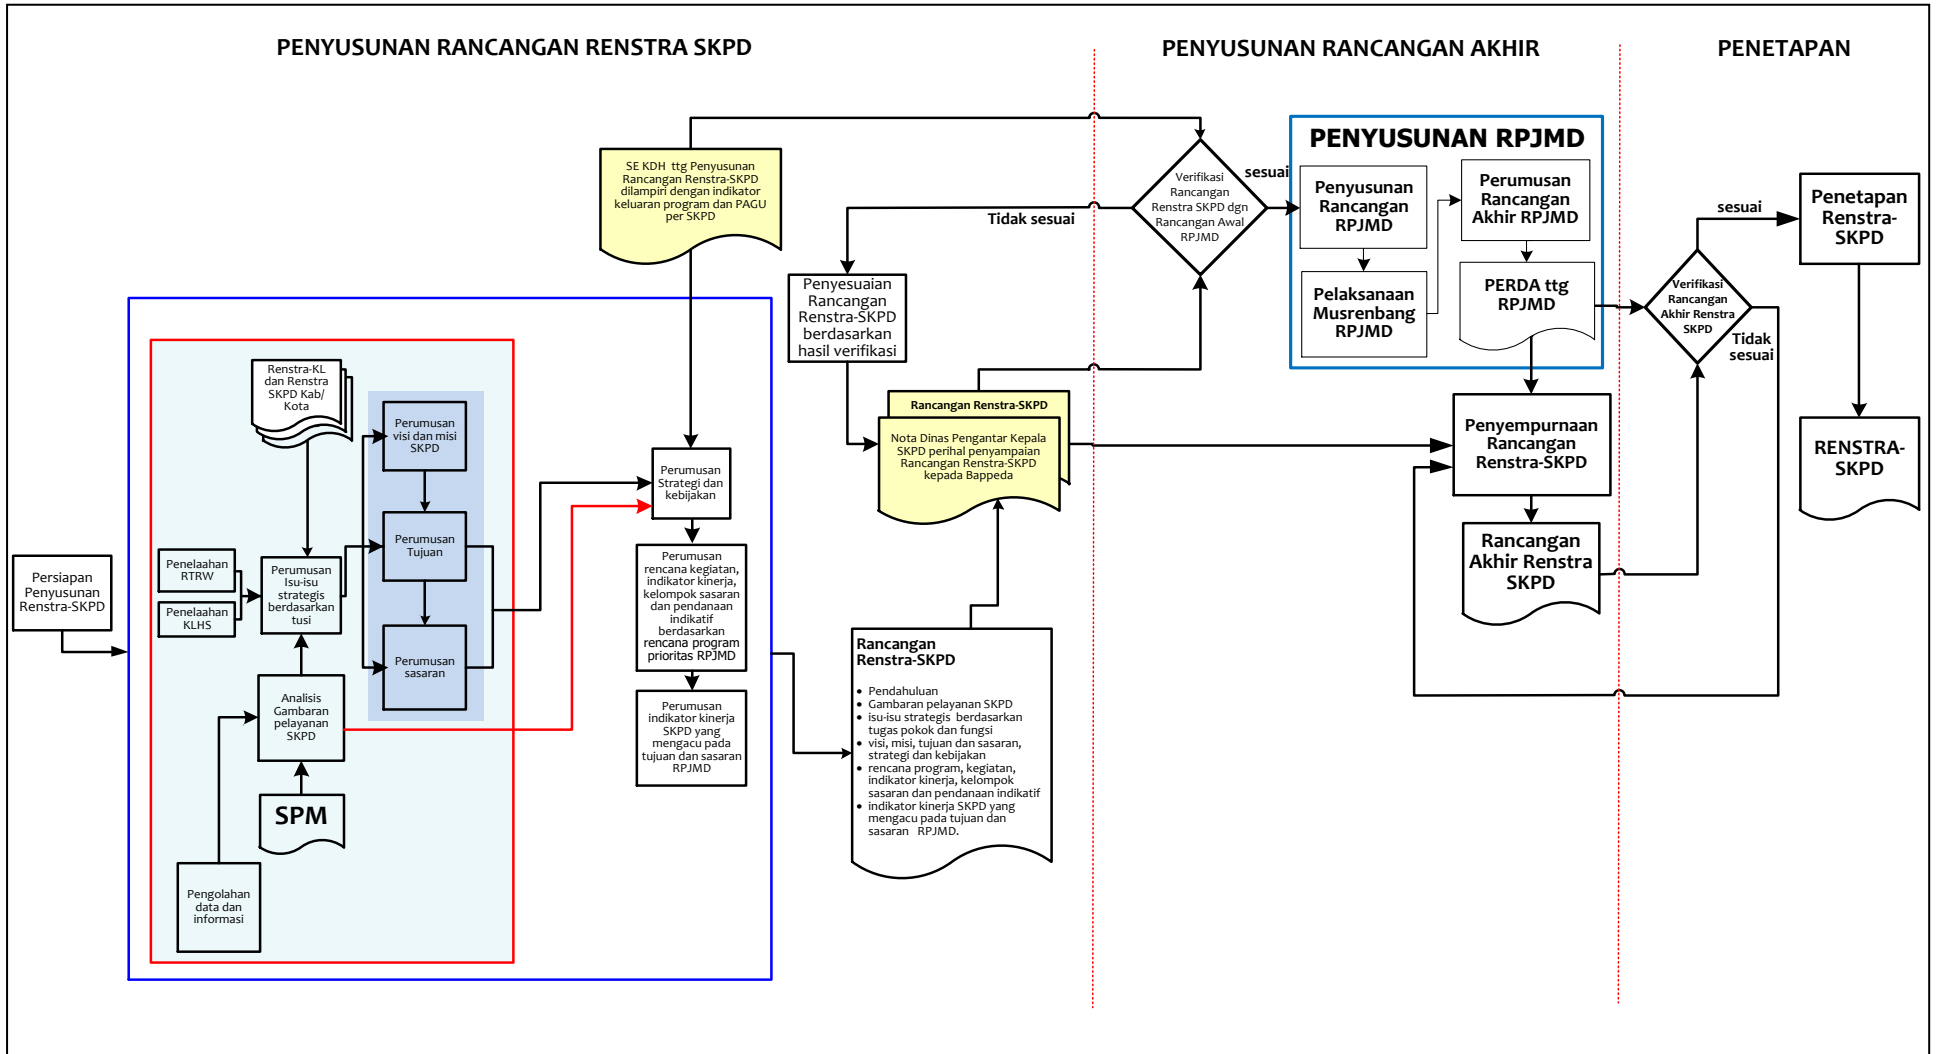 PENYUSUNAN RANCANGAN RENSTRA SKPD
PENYUSUNAN RANCANGAN AKHIR
PENETAPAN
SE KDH ttg Penyusunan
Rancangan Renstra-SKPD
dilampiri dengan indikator
keluaran program dan PAGU
per SKPD
Persiapan
Penyusunan
Renstra-SKPD
Renstra-KL
dan Renstra
SKPD Kab/
Kota
Penelaahan
RTRW
Penelaahan
KLHS
Perumusan
Isu-isu
strategis
berdasarkan
tusi
Analisis
Gambaran
pelayanan
SKPD
SPM
Pengolahan
data dan
informasi
Perumusan
visi dan misi
SKPD
Perumusan
Tujuan
Perumusan
sasaran
Perumusan
Strategi dan
kebijakan
Perumusan
rencana kegiatan,
indikator kinerja,
kelompok sasaran
dan pendanaan
indikatif
berdasarkan
rencana program
prioritas RPJMD
Perumusan
indikator kinerja
SKPD yang
mengacu pada
tujuan dan sasaran
RPJMD
Tidak sesuai
Penyesuaian
Rancangan
Renstra-SKPD
berdasarkan
hasil verifikasi
Rancangan Renstra-SKPD
Nota Dinas Pengantar Kepala
SKPD perihal penyampaian
Rancangan Renstra-SKPD
kepada Bappeda
Rancangan
Renstra-SKPD
• Pendahuluan
• Gambaran pelayanan SKPD
• isu-isu strategis berdasarkan
tugas pokok dan fungsi
• visi, misi, tujuan dan sasaran,
strategi dan kebijakan
• rencana program, kegiatan,
indikator kinerja, kelompok
sasaran dan pendanaan indikatif
• indikator kinerja SKPD yang
mengacu pada tujuan dan
sasaran RPJMD.
Verifikasi
Rancangan
Renstra SKPD dgn
Rancangan Awal
RPJMD
sesuai
PENYUSUNAN RPJMD
Penyusunan
Rancangan
RPJMD
Pelaksanaan
Musrenbang
RPJMD
Perumusan
Rancangan
Akhir RPJMD
PERDA ttg
RPJMD
Penyempurnaan
Rancangan
Renstra-SKPD
Rancangan
Akhir Renstra
SKPD
Verifikasi
Rancangan
Akhir Renstra
SKPD
sesuai
Tidak
sesuai
Penetapan
Renstra-
SKPD
RENSTRA-
SKPD